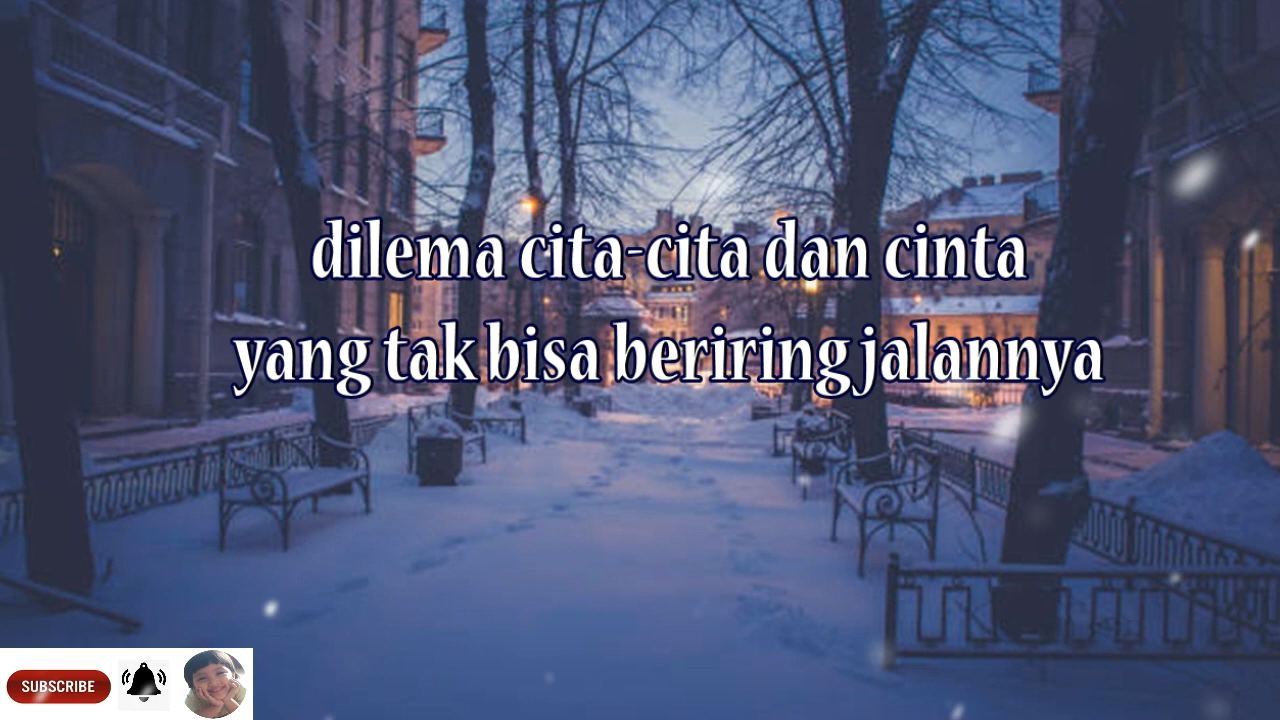 dilema cita-cita dan cinta
yang tak bisa beriring jalannya
SUBSCRIBE